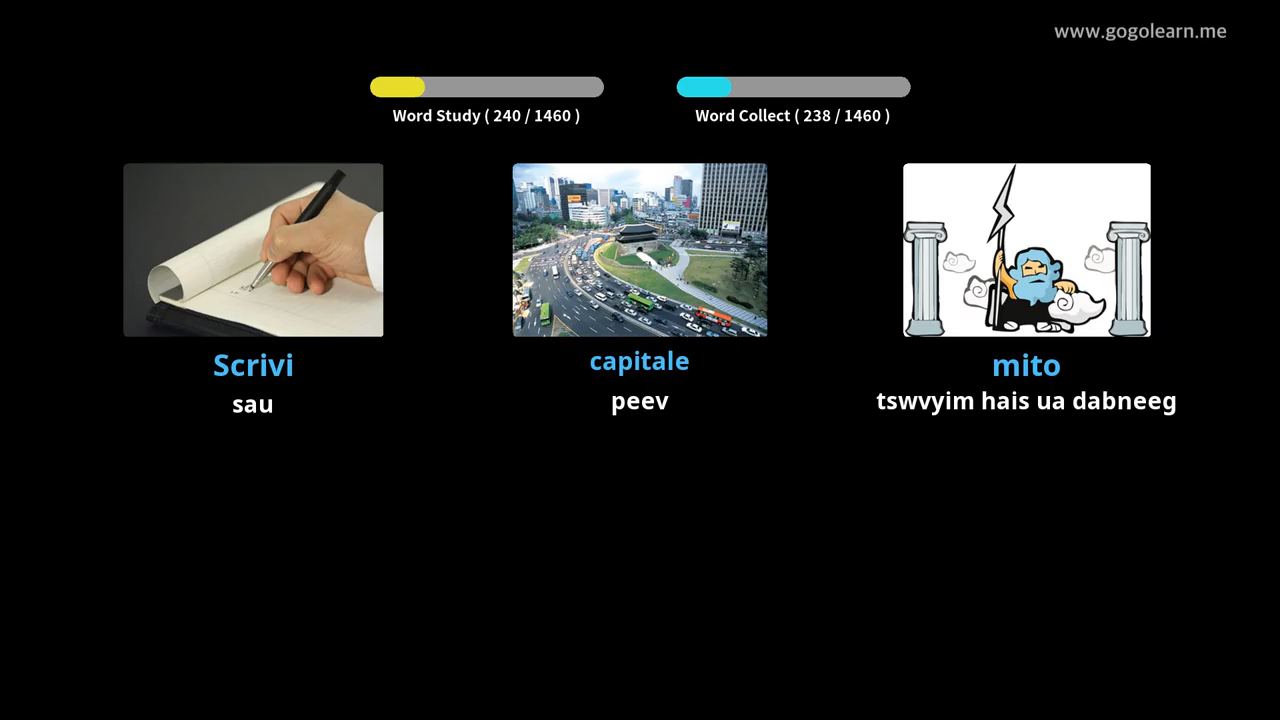 www.gogolearn.me
Word Study ( 240 / 1460 )
Word Collect ( 238 / 1460 )
Scrivi
sau
capitale
peev
mito
tswvyim hais ua dabneeg